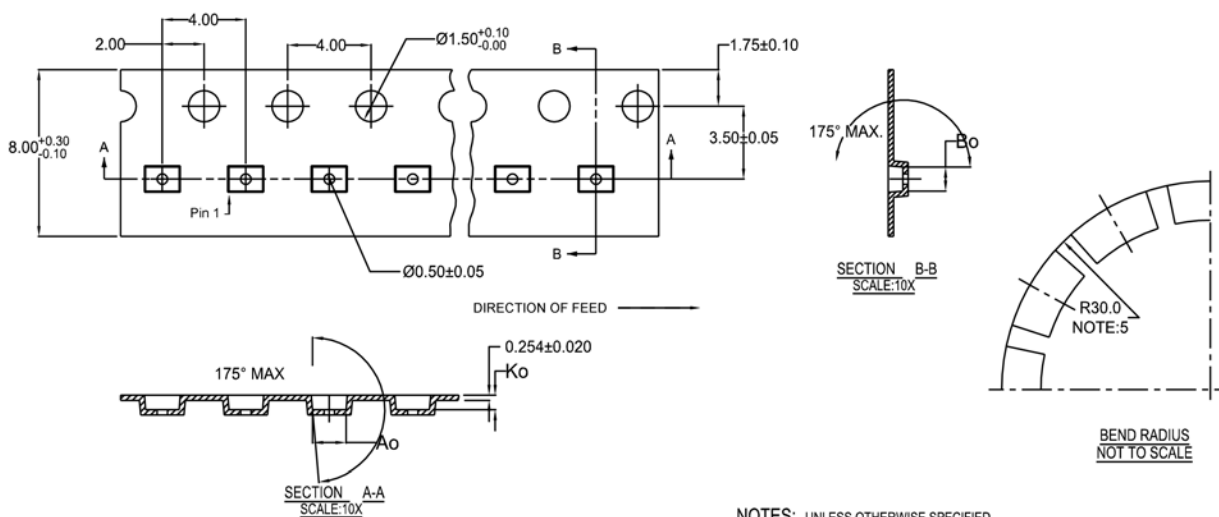 4.00
2.00
4.00
Ø1.50+0.10
-0.00
B
1.75±0.10
8.00+0.30
-0.10
A
A
3.50±0.05
175° MAX.
Bo
Pin 1
B
Ø0.50±0.05
SECTION B-B
SCALE:10X
DIRECTION OF FEED
R30.0
NOTE:5
0.254±0.020
175° MAX
Ko
Ao
BEND RADIUS
NOT TO SCALE
SECTION A-A
SCALE:10X
NOTES: UNLESS OTHERWISE SPECIFIED